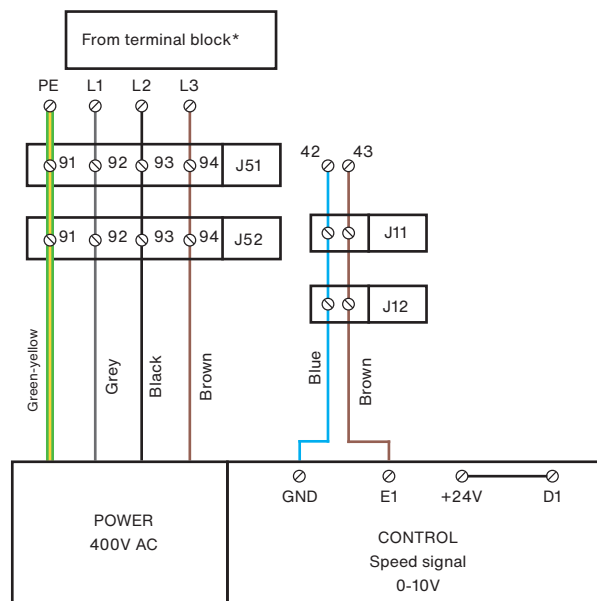 From terminal block*
PE L1 L2 L3
42 43
91 92 93 94 J51
J11
91 92 93 94 J52
J12
Green-yellow
Grey
Black
Brown
Blue
Brown
GND E1 +24V D1
POWER
400V AC
CONTROL
Speed signal
0-10V